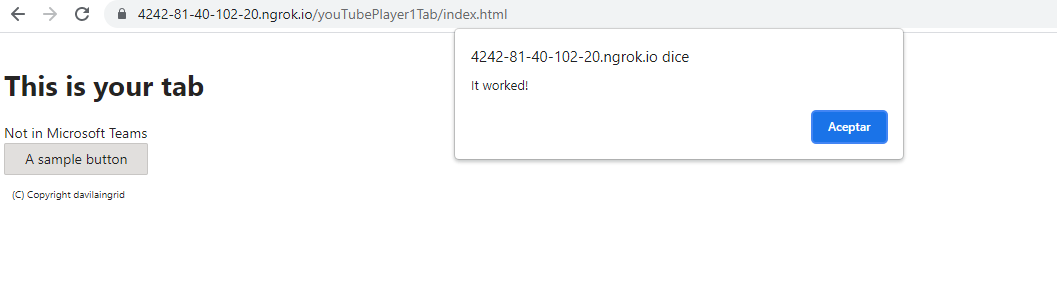 4242-81-40-102-20.ngrok.io/youTubePlayer1Tab/index.html
4242-81-40-102-20.ngrok.io dice
It worked!
Aceptar
This is your tab
Not in Microsoft Teams
A sample button
(C) Copyright davilaingrid